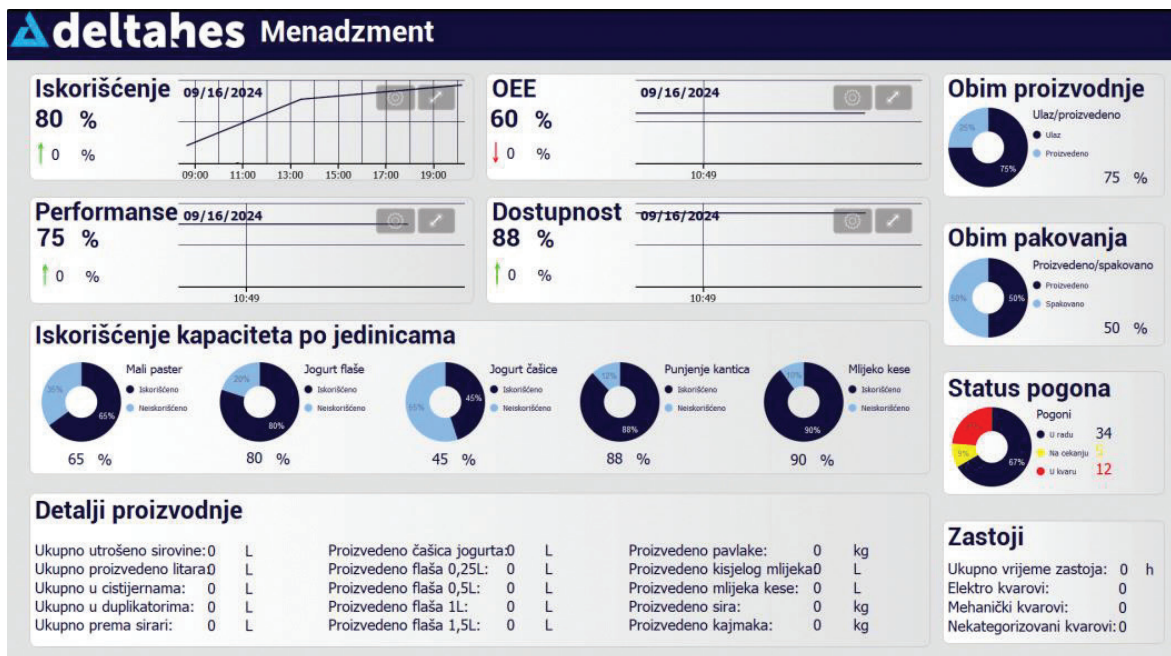 deltahes Menadzment
Iskorišćenje
09/16/2024
80 %
0 %
09:00 11:00 13:00 15:00 17:00 19:00
OEE
09/16/2024
60 %
0 %
10:49
Obim proizvodnje
Ulaz/proizvedeno
Ulaz
Proizvedeno
25%
75%
75 %
Performanse
09/16/2024
75 %
0 %
10:49
Dostupnost
09/16/2024
88 %
0 %
10:49
Obim pakovanja
Proizvedeno/spakovano
Proizvedeno
Spakovano
50%
50%
50 %
Iskorišćenje kapaciteta po jedinicama
Mali paster
Iskorišćeno
Neiskorišćeno
35%
65%
65 %
Jogurt flaše
Iskorišćeno
Neiskorišćeno
20%
80%
80 %
Jogurt čašice
Iskorišćeno
Neiskorišćeno
55%
45%
45 %
Punjenje kantica
Iskorišćeno
Neiskorišćeno
12%
88%
88 %
Mlijeko kese
Iskorišćeno
Neiskorišćeno
10%
90%
90 %
Status pogona
Pogoni
U radu 34
Na cekanju
U kvaru 12
9%
67%
Detalji proizvodnje
Ukupno utrošeno sirovine: 0 L
Ukupno proizvedeno litara: 0 L
Ukupno u cistijernama: 0 L
Ukupno u duplikatorima: 0 L
Ukupno prema sirari: 0 L
Proizvedeno čašica jogurta: 0 L
Proizvedeno flaša 0,25L: 0 L
Proizvedeno flaša 0,5L: 0 L
Proizvedeno flaša 1L: 0 L
Proizvedeno flaša 1,5L: 0 L
Proizvedeno pavlake: 0 kg
Proizvedeno kisjelog mlijeka: 0 L
Proizvedeno mlijeka kese: 0 L
Proizvedeno sira: 0 kg
Proizvedeno kajmaka: 0 kg
Zastoji
Ukupno vrijeme zastoja: 0 h
Elektro kvarovi: 0
Mehanički kvarovi: 0
Nekategorizovani kvarovi: 0